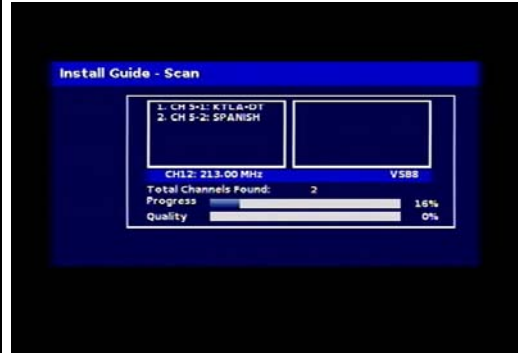 Install Guide - Scan
1. CH 5-1: KTLA-DT
2. CH 5-2: SPANISH
CH12: 213.00 MHz VSB8
Total Channels Found: 2
Progress 16%
Quality 0%